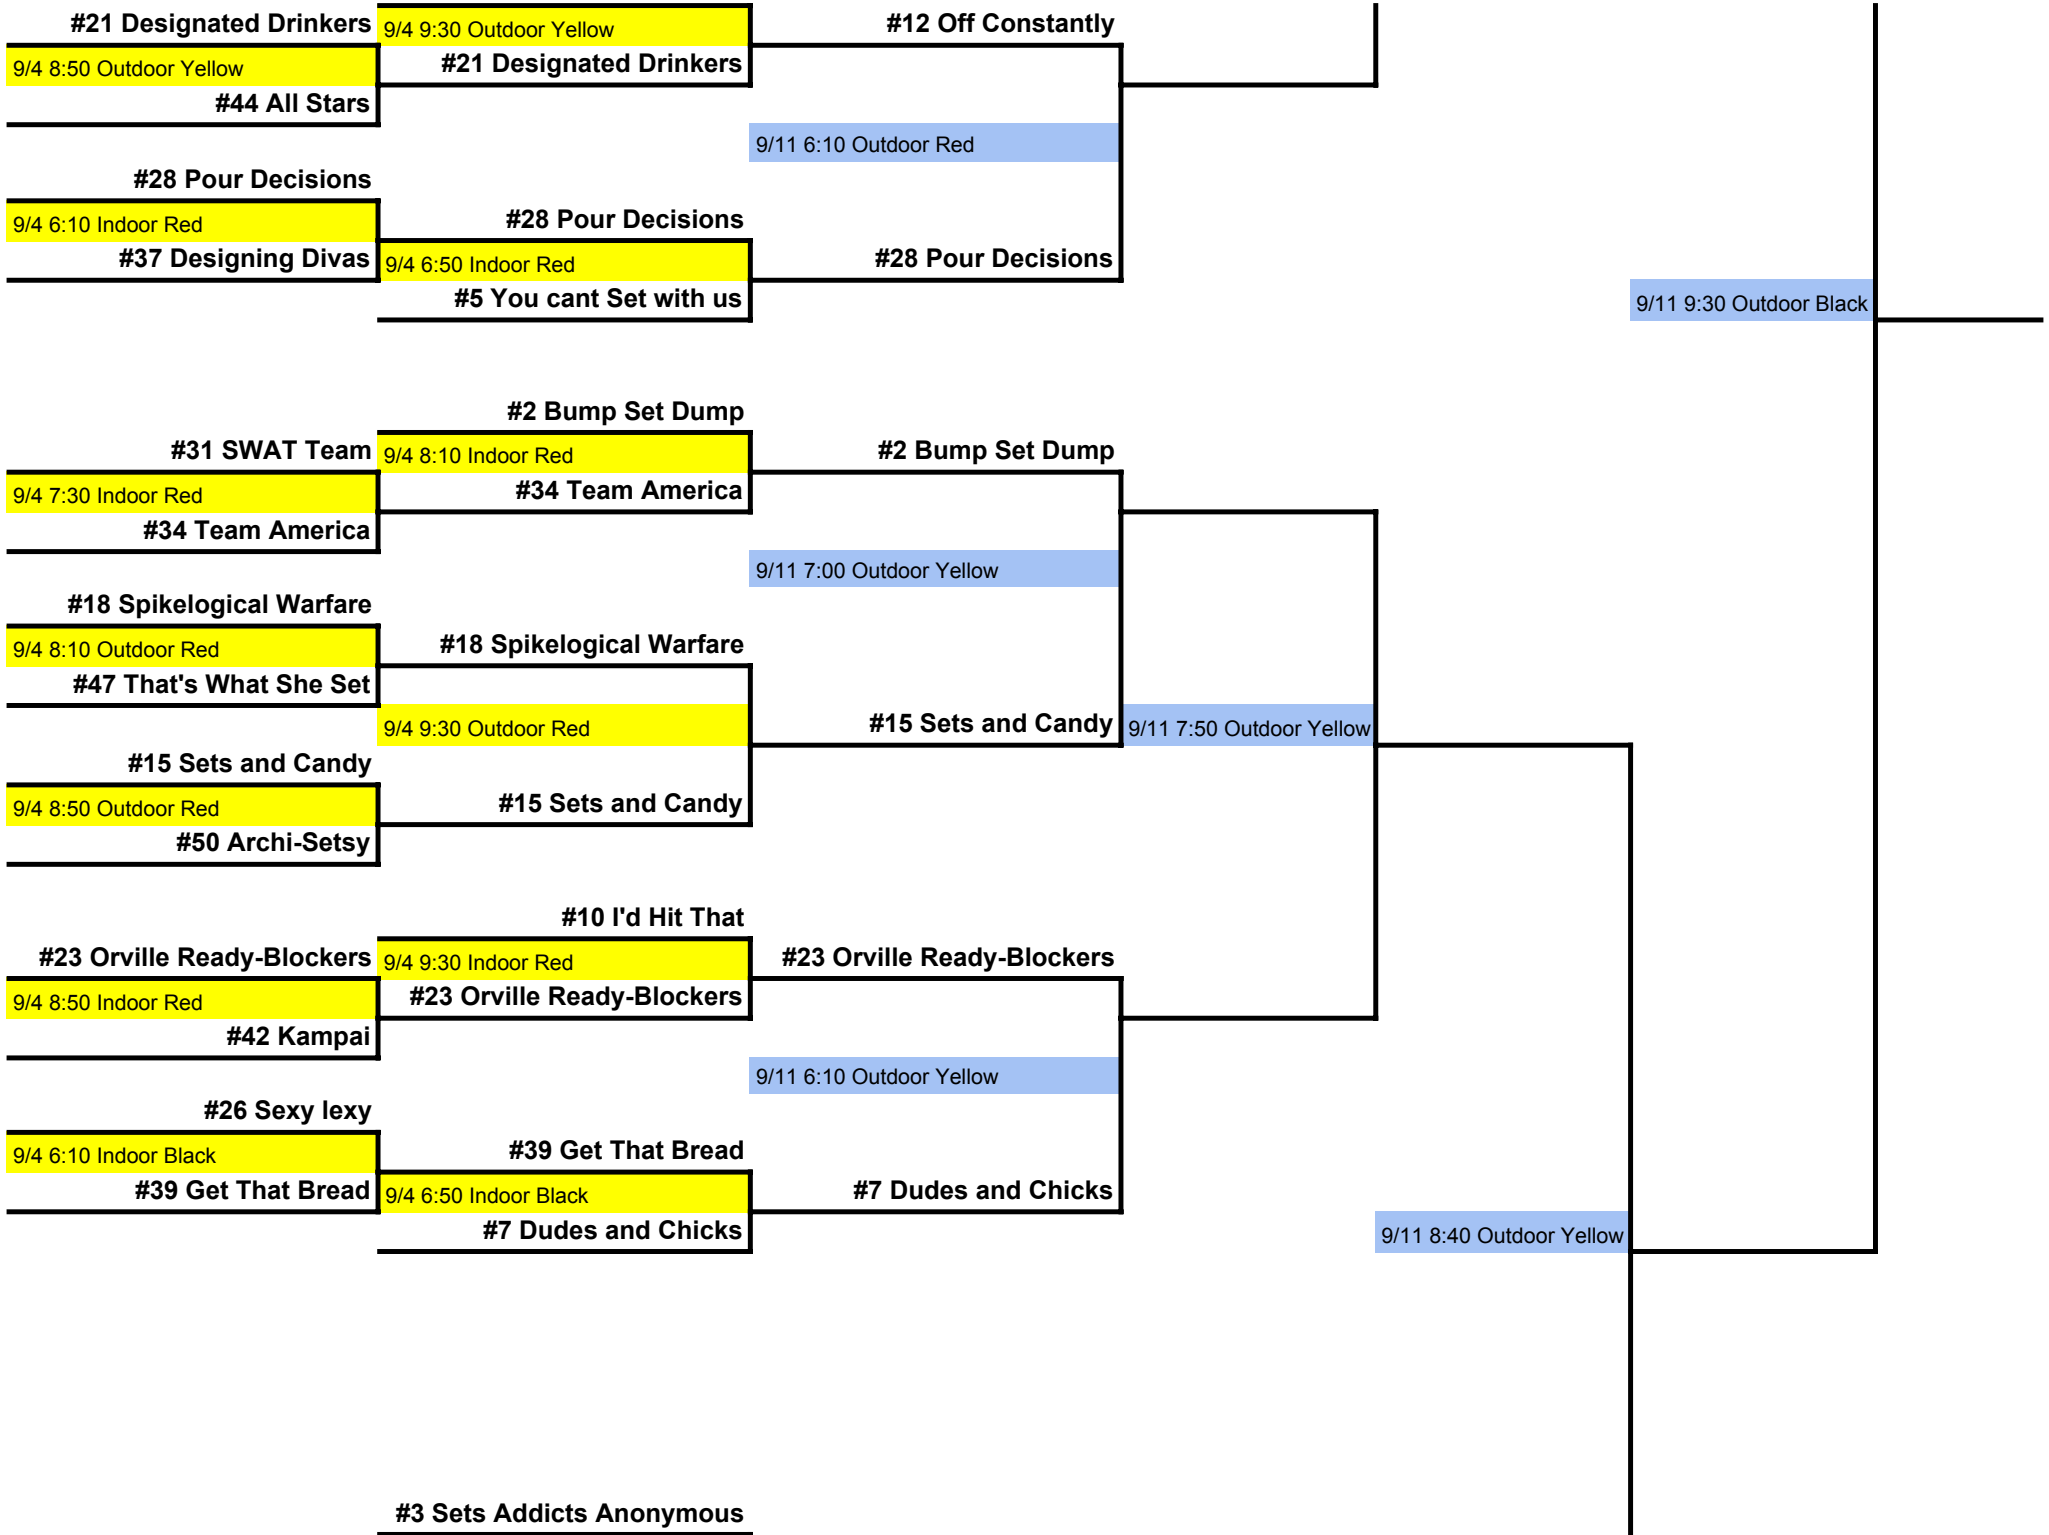 #21 Designated Drinkers
9/4 9:30 Outdoor Yellow
#12 Off Constantly
9/4 8:50 Outdoor Yellow
#21 Designated Drinkers
#44 All Stars
9/11 6:10 Outdoor Red
#28 Pour Decisions
9/4 6:10 Indoor Red
#28 Pour Decisions
#37 Designing Divas
9/4 6:50 Indoor Red
#28 Pour Decisions
#5 You cant Set with us
9/11 9:30 Outdoor Black
#2 Bump Set Dump
#31 SWAT Team
9/4 8:10 Indoor Red
#2 Bump Set Dump
9/4 7:30 Indoor Red
#34 Team America
#34 Team America
9/11 7:00 Outdoor Yellow
#18 Spikelogical Warfare
9/4 8:10 Outdoor Red
#18 Spikelogical Warfare
#47 That's What She Set
9/4 9:30 Outdoor Red
#15 Sets and Candy
9/11 7:50 Outdoor Yellow
#15 Sets and Candy
9/4 8:50 Outdoor Red
#15 Sets and Candy
#50 Archi-Setsy
#10 I'd Hit That
#23 Orville Ready-Blockers
9/4 9:30 Indoor Red
#23 Orville Ready-Blockers
9/4 8:50 Indoor Red
#23 Orville Ready-Blockers
#42 Kampai
9/11 6:10 Outdoor Yellow
#26 Sexy lexy
9/4 6:10 Indoor Black
#39 Get That Bread
#39 Get That Bread
9/4 6:50 Indoor Black
#7 Dudes and Chicks
#7 Dudes and Chicks
9/11 8:40 Outdoor Yellow
#3 Sets Addicts Anonymous